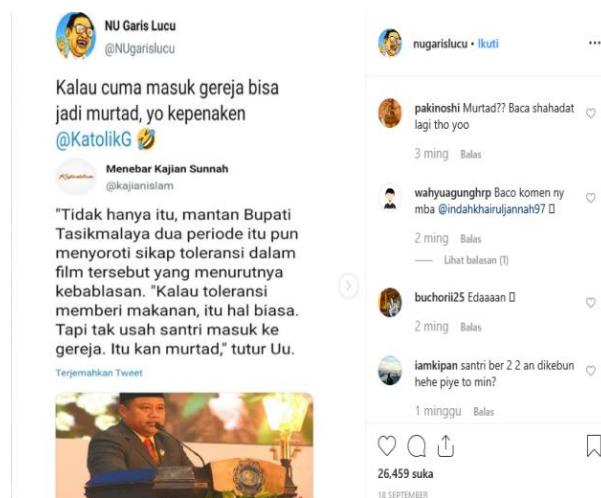 NU Garis Lucu
@NUgarislucu
Kalau cuma masuk gereja bisa
jadi murtad, yo kepenaken
@KatolikG 🤣
Menebar Kajian Sunnah
@kajianislam
"Tidak hanya itu, mantan Bupati
Tasikmalaya dua periode itu pun
menyoroti sikap toleransi dalam
film tersebut yang menurutnya
kebablasan. "Kalau toleransi
memberi makanan, itu hal biasa.
Tapi tak usah santri masuk ke
gereja. Itu kan murtad," tutur Uu.
Terjemahkan Tweet
nugarislucu • Ikuti
pakinoshi Murtad?? Baca shahadat
lagi tho yoo
3 ming Balas
wahyuagunghrp Baco komen ny
mba @indahkhairuljannah97
2 ming Balas
Lihat balasan (1)
buchorii25 Edaaaan
2 ming Balas
iamkipan santri ber 2 2 an dikebun
hehe piye to min?
1 minggu Balas
26,459 suka
18 SEPTEMBER